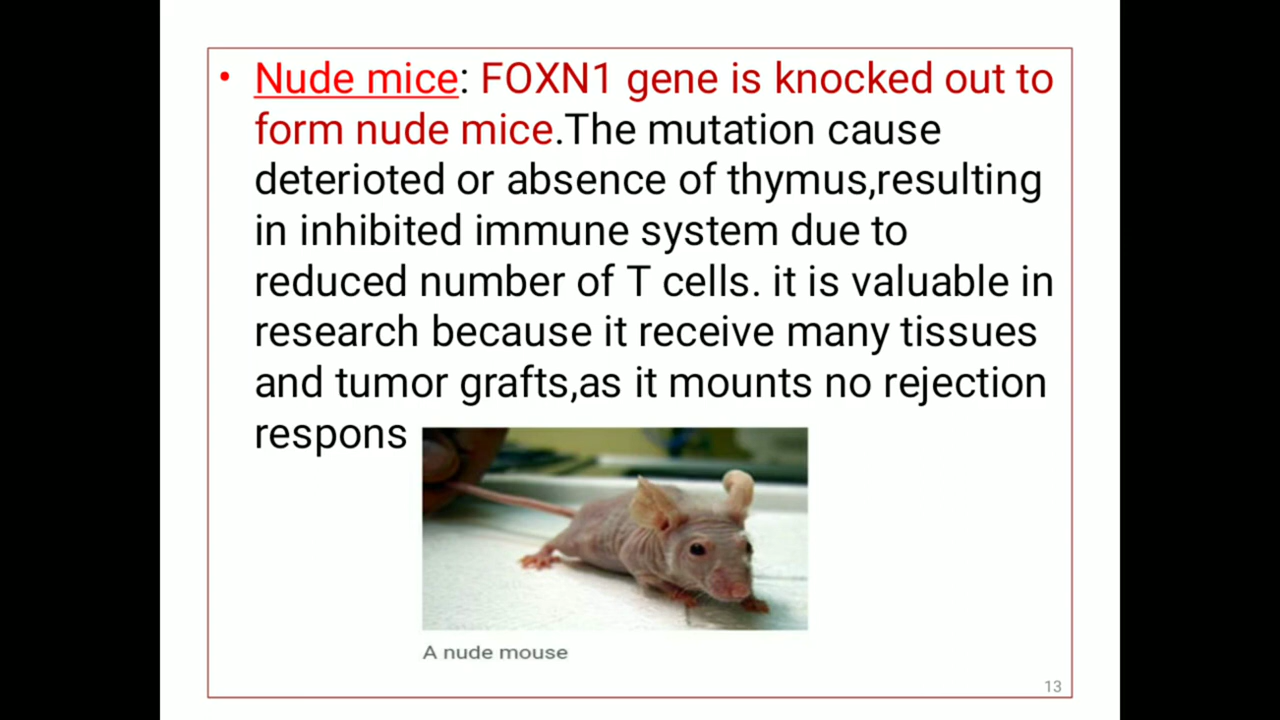 • Nude mice: FOXN1 gene is knocked out to
form nude mice.The mutation cause
deterioted or absence of thymus,resulting
in inhibited immune system due to
reduced number of T cells. it is valuable in
research because it receive many tissues
and tumor grafts,as it mounts no rejection
respons
A nude mouse
13